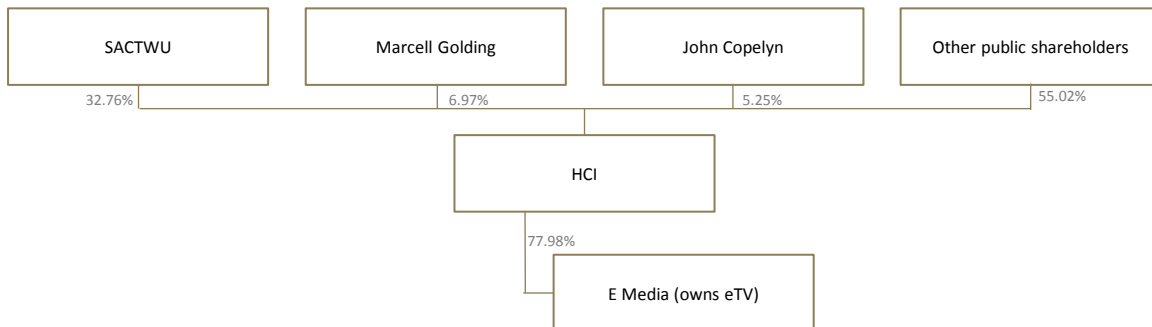 SACTWU
Marcell Golding
John Copelyn
Other public shareholders
32.76%
6.97%
5.25%
55.02%
HCI
77.98%
E Media (owns eTV)